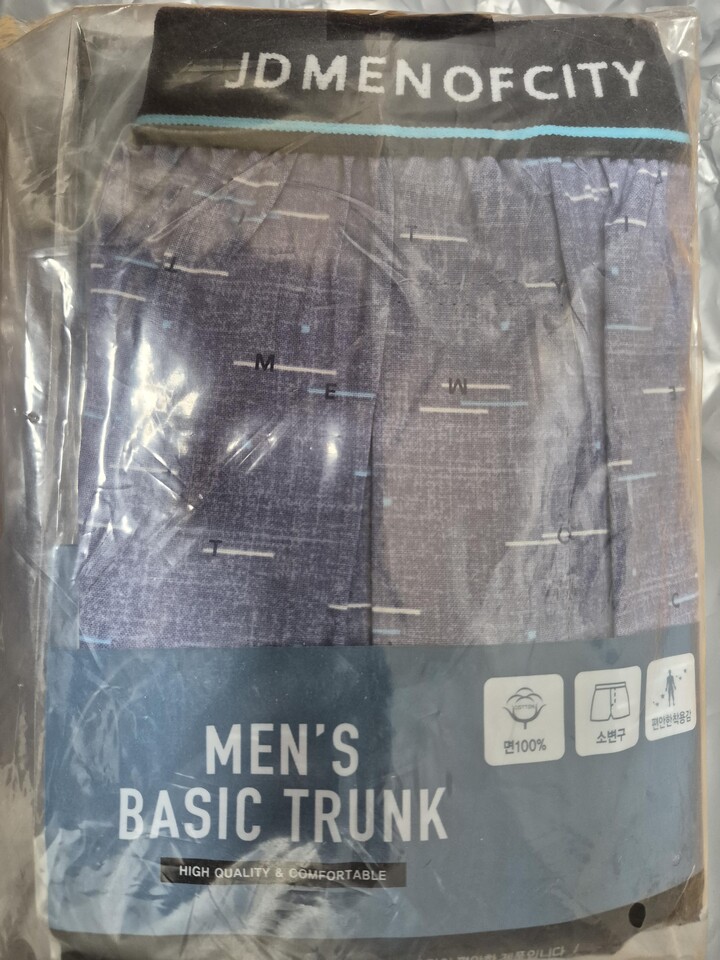 JDMENOFCITY
T
T
M
E
M
T
MEN'S
BASIC TRUNK
HIGH QUALITY & COMFORTABLE
COTTON
면100%
소변구
편안한착용감